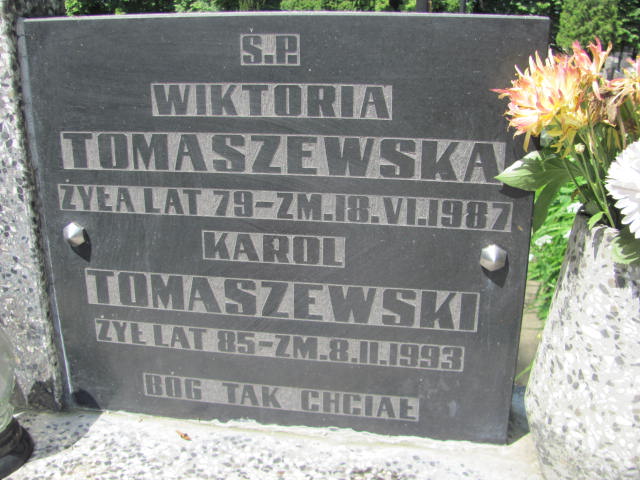 Ś.P.
WIKTORIA
TOMASZEWSKA
ŻYŁA LAT 79-ZM.18.VI.1987
KAROL
TOMASZEWSKI
ŻYŁ LAT 85-ZM.8.II.1993
BÓG TAK CHCIAŁ